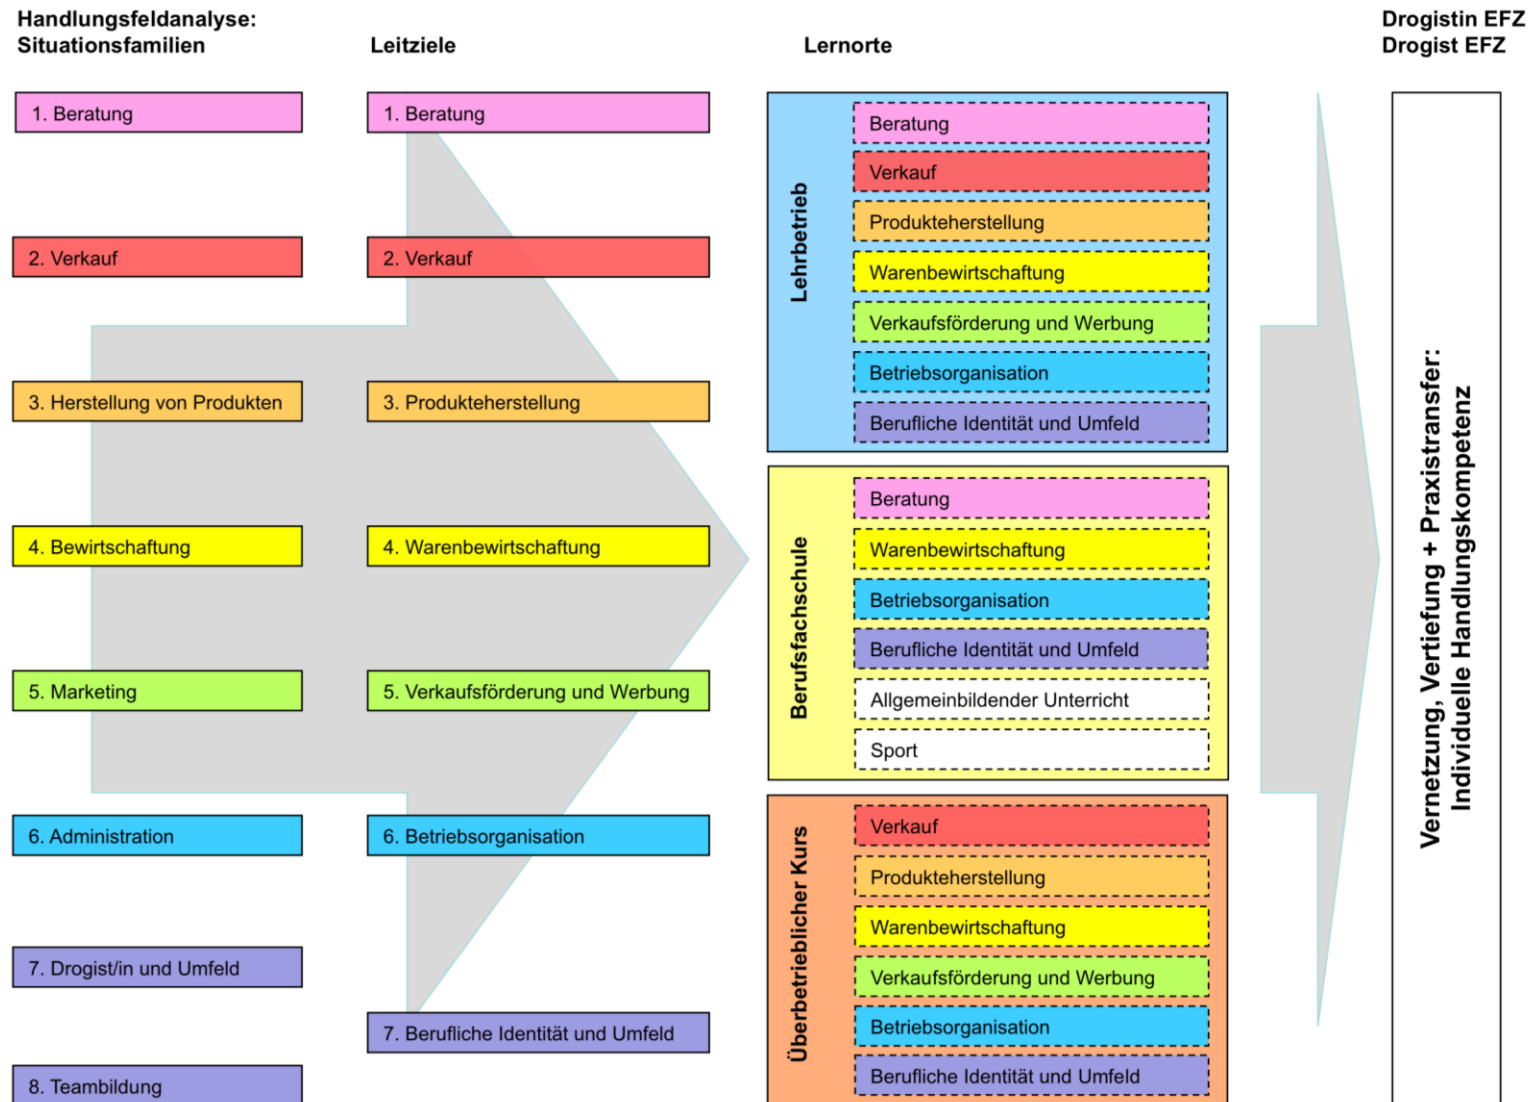 Handlungsfeldanalyse:
Situationsfamilien
Leitziele
Lernorte
Drogistin EFZ
Drogist EFZ
1. Beratung
2. Verkauf
3. Herstellung von Produkten
4. Bewirtschaftung
5. Marketing
6. Administration
7. Drogist/in und Umfeld
8. Teambildung
1. Beratung
2. Verkauf
3. Produkteherstellung
4. Warenbewirtschaftung
5. Verkaufsförderung und Werbung
6. Betriebsorganisation
7. Berufliche Identität und Umfeld
Lehrbetrieb
Beratung
Verkauf
Produkteherstellung
Warenbewirtschaftung
Verkaufsförderung und Werbung
Betriebsorganisation
Berufliche Identität und Umfeld
Berufsfachschule
Beratung
Warenbewirtschaftung
Betriebsorganisation
Berufliche Identität und Umfeld
Allgemeinbildender Unterricht
Sport
Überbetrieblicher Kurs
Verkauf
Produkteherstellung
Warenbewirtschaftung
Verkaufsförderung und Werbung
Betriebsorganisation
Berufliche Identität und Umfeld
Vernetzung, Vertiefung + Praxistransfer:
Individuelle Handlungskompetenz